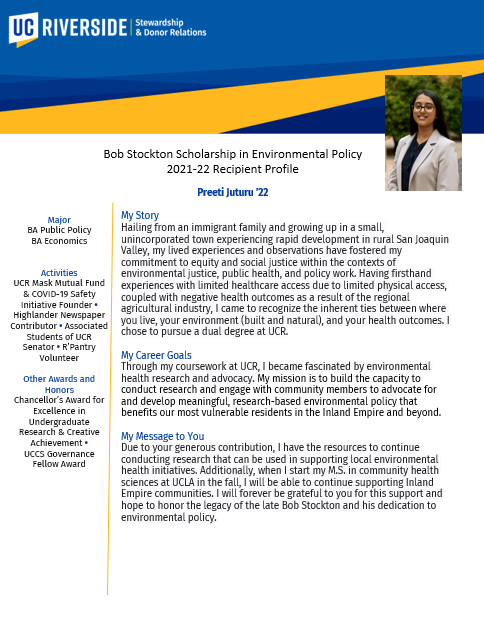 UC RIVERSIDE
Stewardship
& Donor Relations
Bob Stockton Scholarship in Environmental Policy
2021-22 Recipient Profile
Preeti Juturu '22
Major
BA Public Policy
BA Economics
Activities
UCR Mask Mutual Fund
& COVID-19 Safety
Initiative Founder •
Highlander Newspaper
Contributor • Associated
Students of UCR
Senator • R'Pantry
Volunteer
Other Awards and
Honors
Chancellor's Award for
Excellence in
Undergraduate
Research & Creative
Achievement •
UCCS Governance
Fellow Award
My Story
Hailing from an immigrant family and growing up in a small,
unincorporated town experiencing rapid development in rural San Joaquin
Valley, my lived experiences and observations have fostered my
commitment to equity and social justice within the contexts of
environmental justice, public health, and policy work. Having firsthand
experiences with limited healthcare access due to limited physical access,
coupled with negative health outcomes as a result of the regional
agricultural industry, I came to recognize the inherent ties between where
you live, your environment (built and natural), and your health outcomes. I
chose to pursue a dual degree at UCR.
My Career Goals
Through my coursework at UCR, I became fascinated by environmental
health research and advocacy. My mission is to build the capacity to
conduct research and engage with community members to advocate for
and develop meaningful, research-based environmental policy that
benefits our most vulnerable residents in the Inland Empire and beyond.
My Message to You
Due to your generous contribution, I have the resources to continue
conducting research that can be used in supporting local environmental
health initiatives. Additionally, when I start my M.S. in community health
sciences at UCLA in the fall, I will be able to continue supporting Inland
Empire communities. I will forever be grateful to you for this support and
hope to honor the legacy of the late Bob Stockton and his dedication to
environmental policy.